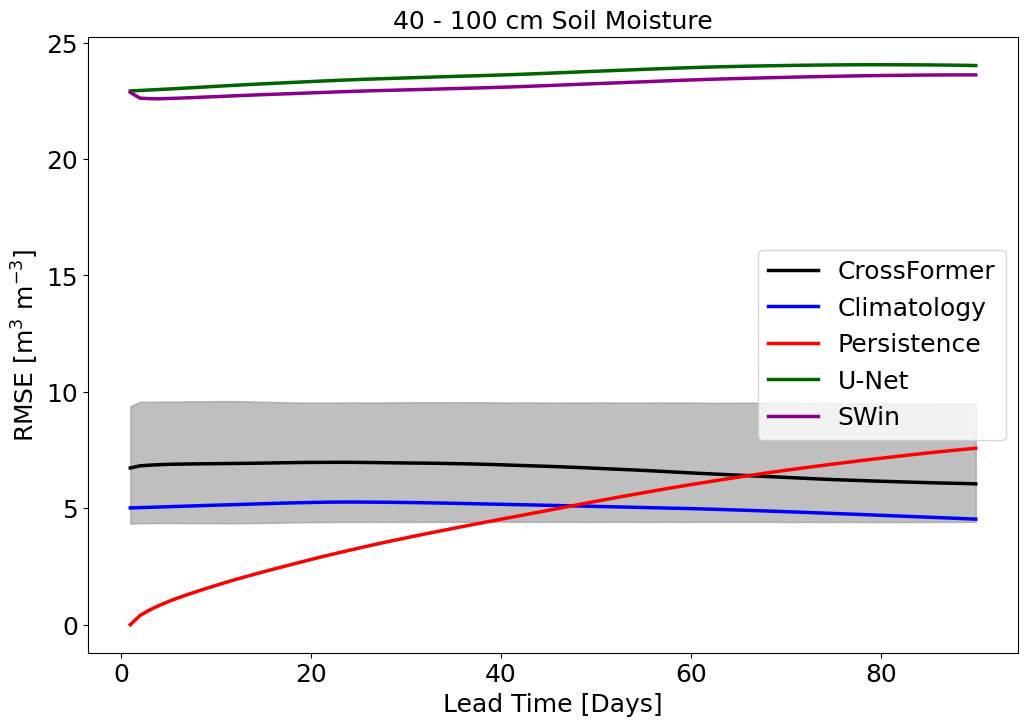 40 - 100 cm Soil Moisture
RMSE [m³ m⁻³]
25
20
15
10
5
0
CrossFormer
Climatology
Persistence
U-Net
SWin
0 20 40 60 80
Lead Time [Days]